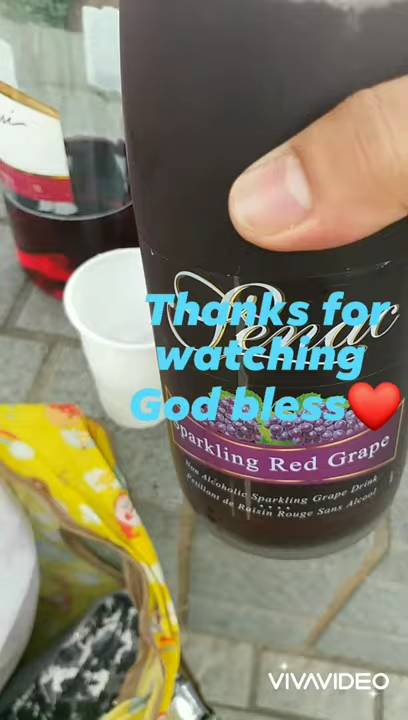 Thanks for
watching
God bless❤️
Sparkling Red Grape
Non Alcoholic Sparkling Grape Drink
Pétillant de Raisin Rouge Sans Alcool
VIVAVIDEO